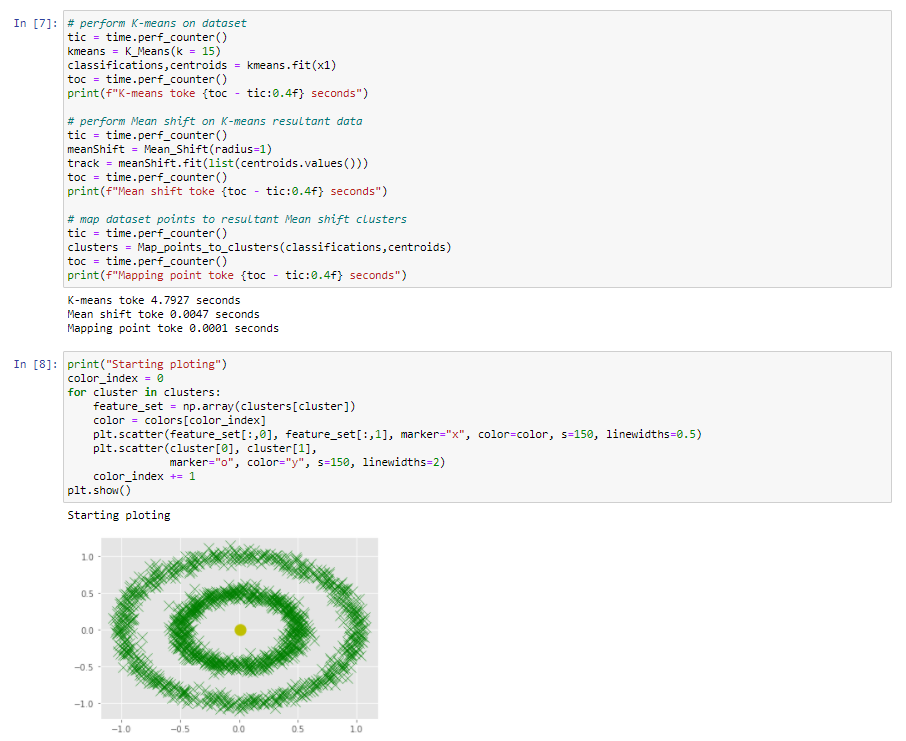 In [7]: # perform K-means on dataset
tic = time.perf_counter()
kmeans = K_Means(k = 15)
classifications,centroids = kmeans.fit(x1)
toc = time.perf_counter()
print(f"K-means toke {toc - tic:0.4f} seconds")
# perform Mean shift on K-means resultant data
tic = time.perf_counter()
meanShift = Mean_Shift(radius=1)
track = meanShift.fit(list(centroids.values()))
toc = time.perf_counter()
print(f"Mean shift toke {toc - tic:0.4f} seconds")
# map dataset points to resultant Mean shift clusters
tic = time.perf_counter()
clusters = Map_points_to_clusters(classifications,centroids)
toc = time.perf_counter()
print(f"Mapping point toke {toc - tic:0.4f} seconds")
K-means toke 4.7927 seconds
Mean shift toke 0.0047 seconds
Mapping point toke 0.0001 seconds
In [8]: print("Starting ploting")
color_index = 0
for cluster in clusters:
    feature_set = np.array(clusters[cluster])
    color = colors[color_index]
    plt.scatter(feature_set[:,0], feature_set[:,1], marker="x", color=color, s=150, linewidths=0.5)
    plt.scatter(cluster[0], cluster[1],
                marker="o", color="y", s=150, linewidths=2)
    color_index += 1
plt.show()
Starting ploting
1.0
0.5
0.0
−0.5
−1.0
−1.0 −0.5 0.0 0.5 1.0